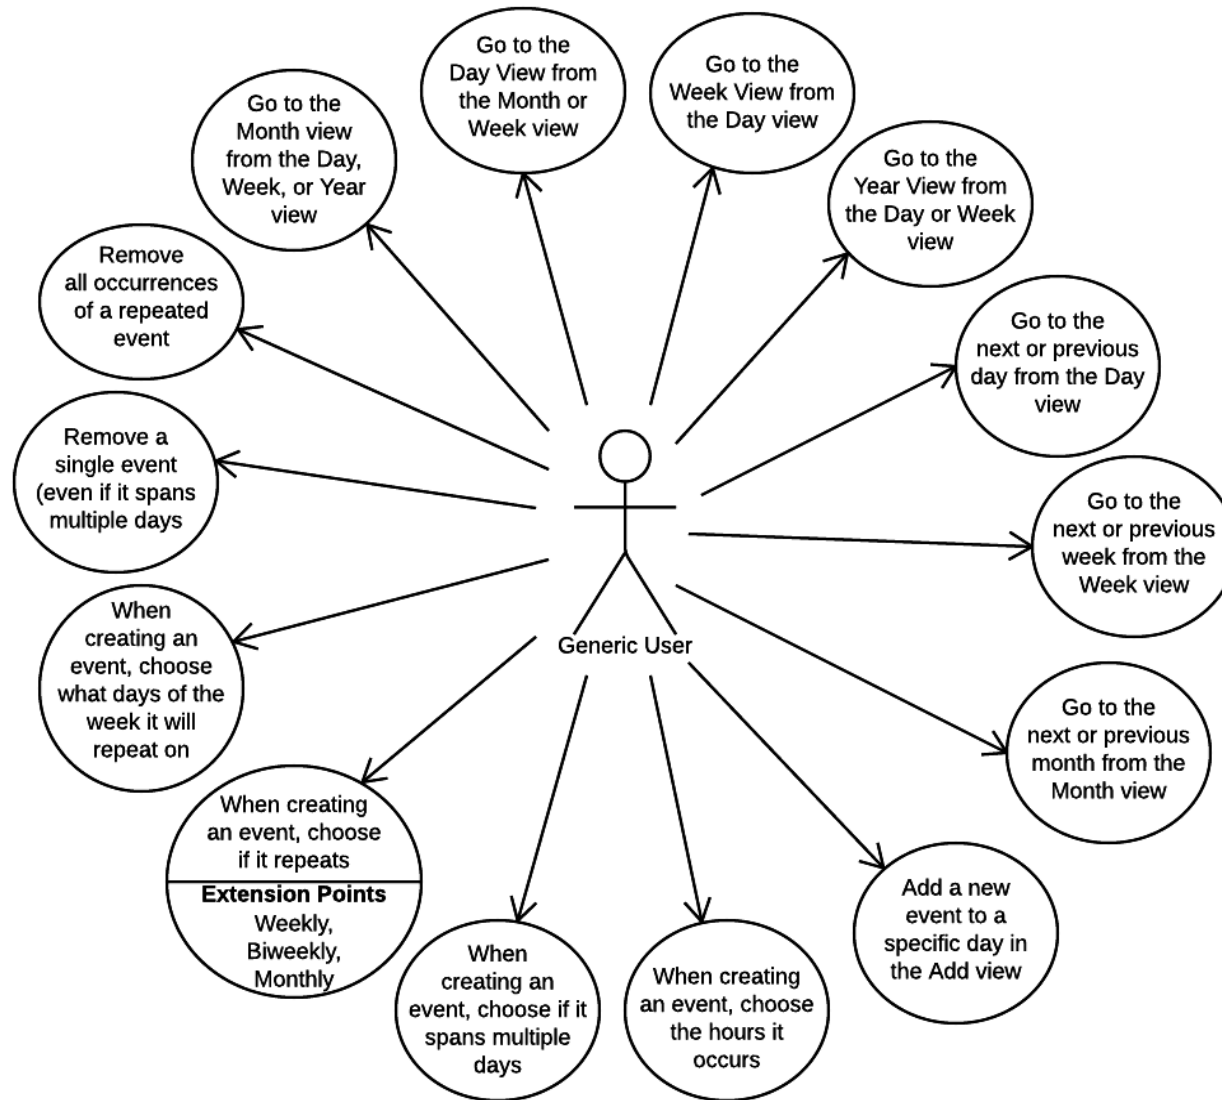 Go to the
Day View from
the Month or
Week view
Go to the
Week View from
the Day view
Go to the
Month view
from the Day,
Week, or Year
view
Go to the
Year View from
the Day or Week
view
Remove
all occurrences
of a repeated
event
Go to the
next or previous
day from the Day
view
Remove a
single event
(even if it spans
multiple days
Go to the
next or previous
week from the
Week view
When
creating an
event, choose
what days of the
week it will
repeat on
Generic User
Go to the
next or previous
month from the
Month view
When creating
an event, choose
if it repeats
Extension Points
Weekly,
Biweekly,
Monthly
Add a new
event to a
specific day in
the Add view
When
creating an
event, choose if it
spans multiple
days
When creating
an event, choose
the hours it
occurs